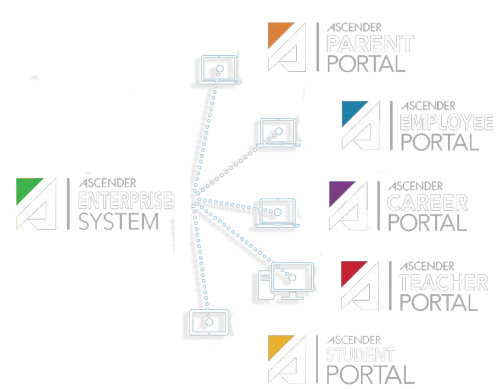 ASCENDER
PARENT
PORTAL
ASCENDER
EMPLOYEE
PORTAL
ASCENDER
ENTERPRISE
SYSTEM
ASCENDER
CAREER
PORTAL
ASCENDER
TEACHER
PORTAL
ASCENDER
STUDENT
PORTAL